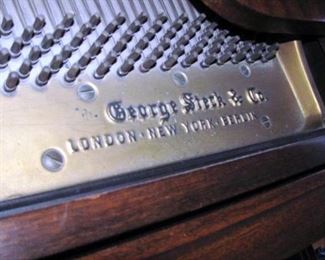 George Steck & Co.
LONDON · NEW YORK · BERLIN